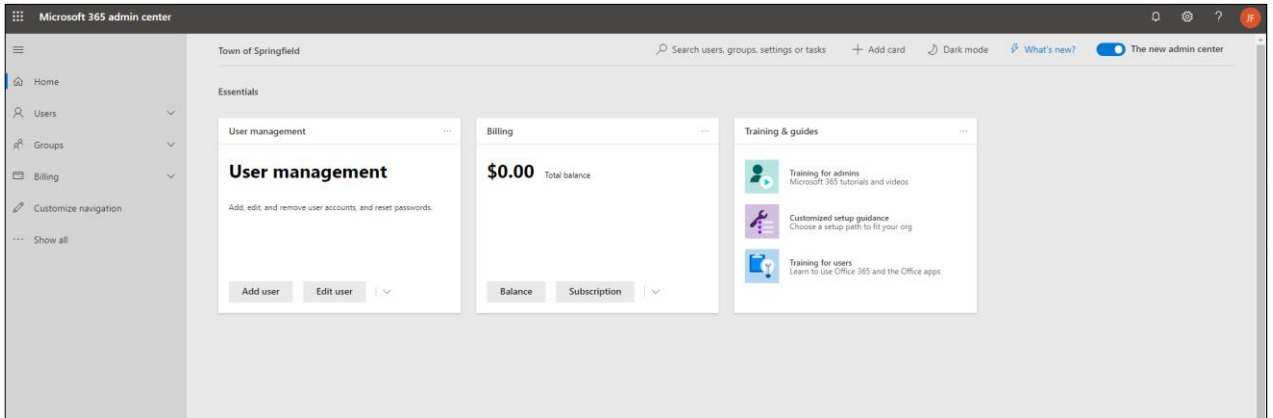 Microsoft 365 admin center
?
JF
Town of Springfield
Search users, groups, settings or tasks
Add card
Dark mode
What's new?
The new admin center
Home
Users
Groups
Billing
Customize navigation
Show all
Essentials
User management
User management
Add, edit, and remove user accounts, and reset passwords.
Add user
Edit user
Billing
$0.00 Total balance
Balance
Subscription
Training & guides
Training for admins
Microsoft 365 tutorials and videos
Customized setup guidance
Choose a setup path to fit your org
Training for users
Learn to use Office 365 and the Office apps